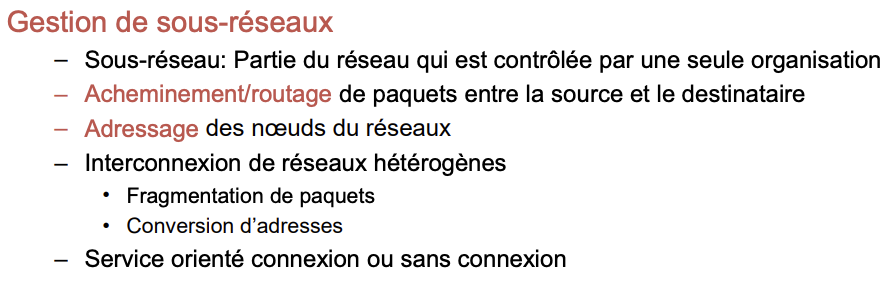 Gestion de sous-réseaux
– Sous-réseau: Partie du réseau qui est contrôlée par une seule organisation
– Acheminement/routage de paquets entre la source et le destinataire
– Adressage des nœuds du réseaux
– Interconnexion de réseaux hétérogènes
• Fragmentation de paquets
• Conversion d’adresses
– Service orienté connexion ou sans connexion